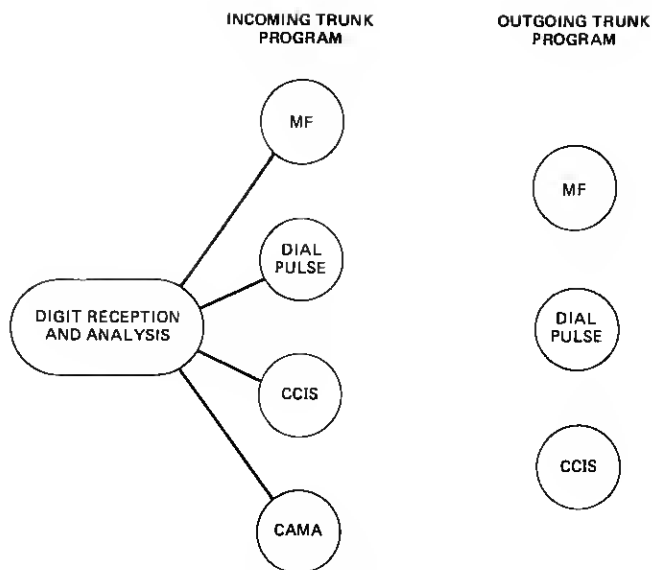 INCOMING TRUNK
PROGRAM
OUTGOING TRUNK
PROGRAM
MF
DIAL
PULSE
CCIS
CAMA
DIGIT RECEPTION
AND ANALYSIS
MF
DIAL
PULSE
CCIS